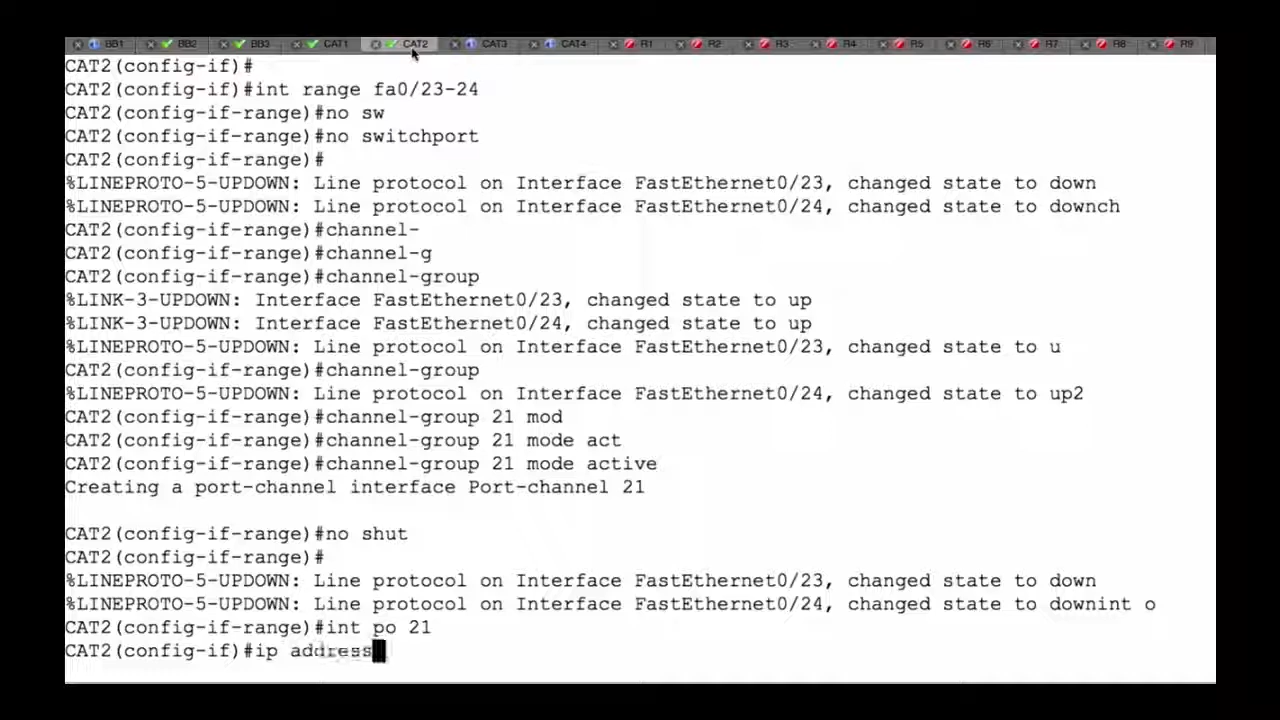 BB1 BB2 BB3 CAT1 CAT2 CAT3 CAT4 R1 R2 R3 R4 R5 R6 R7 R8 R9
CAT2(config-if)#
CAT2(config-if)#int range fa0/23-24
CAT2(config-if-range)#no sw
CAT2(config-if-range)#no switchport
CAT2(config-if-range)#
%LINEPROTO-5-UPDOWN: Line protocol on Interface FastEthernet0/23, changed state to down
%LINEPROTO-5-UPDOWN: Line protocol on Interface FastEthernet0/24, changed state to downch
CAT2(config-if-range)#channel-
CAT2(config-if-range)#channel-g
CAT2(config-if-range)#channel-group
%LINK-3-UPDOWN: Interface FastEthernet0/23, changed state to up
%LINK-3-UPDOWN: Interface FastEthernet0/24, changed state to up
%LINEPROTO-5-UPDOWN: Line protocol on Interface FastEthernet0/23, changed state to u
CAT2(config-if-range)#channel-group
%LINEPROTO-5-UPDOWN: Line protocol on Interface FastEthernet0/24, changed state to up2
CAT2(config-if-range)#channel-group 21 mod
CAT2(config-if-range)#channel-group 21 mode act
CAT2(config-if-range)#channel-group 21 mode active
Creating a port-channel interface Port-channel 21
CAT2(config-if-range)#no shut
CAT2(config-if-range)#
%LINEPROTO-5-UPDOWN: Line protocol on Interface FastEthernet0/23, changed state to down
%LINEPROTO-5-UPDOWN: Line protocol on Interface FastEthernet0/24, changed state to downint o
CAT2(config-if-range)#int po 21
CAT2(config-if)#ip address